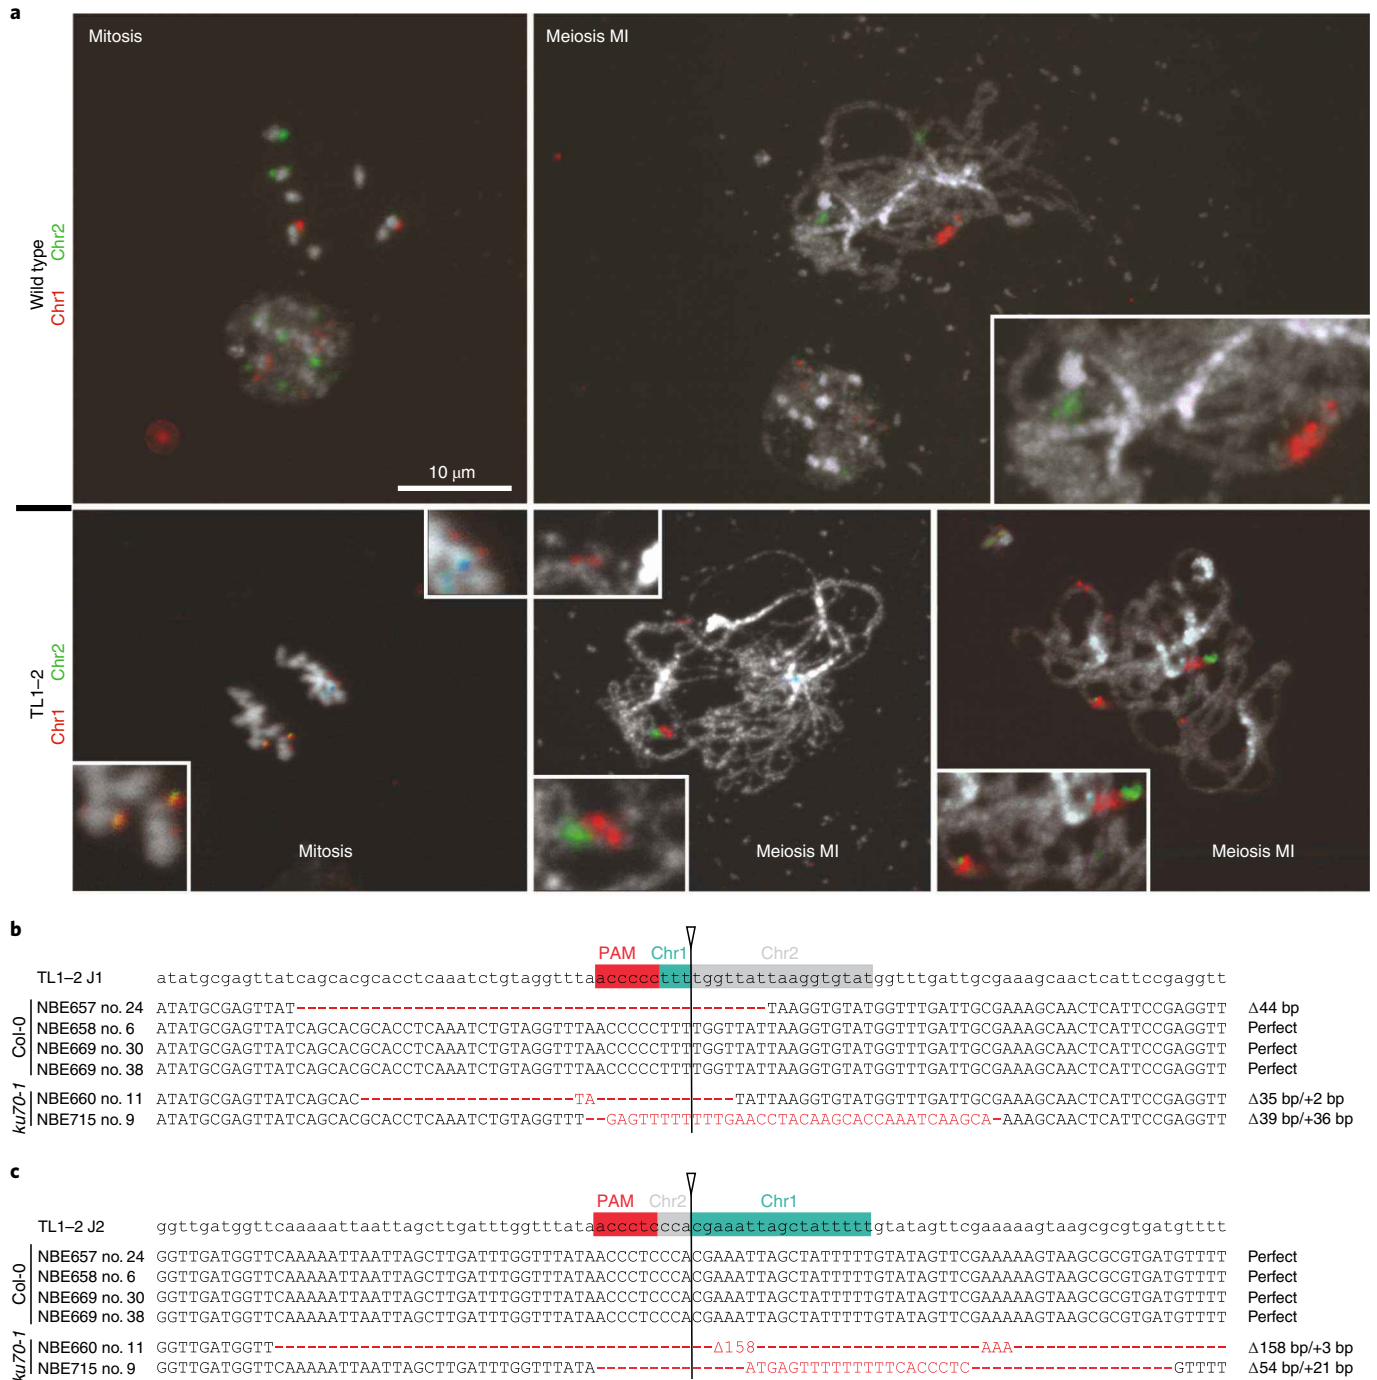 a
Mitosis
Meiosis MI
Wild type
Chr1 Chr2
10 μm
TL1–2
Chr1 Chr2
Mitosis
Meiosis MI
Meiosis MI
b
PAM Chr1 Chr2
TL1–2 J1 atatgcgagttatcagcacgcacctcaaatctgtaggtttaacccccttttggttattaaggtgtatggtttgattgcgaaagcaactcattccgaggtt
Col-0
NBE657 no. 24 ATATGCGAGTTAT----------------------------------------------TAAGGTGTATGGTTTGATTGCGAAAGCAACTCATTCCGAGGTT Δ44 bp
NBE658 no. 6 ATATGCGAGTTATCAGCACGCACCTCAAATCTGTAGGTTTAACCCCCTTTTGGTTATTAAGGTGTATGGTTTGATTGCGAAAGCAACTCATTCCGAGGTT Perfect
NBE669 no. 30 ATATGCGAGTTATCAGCACGCACCTCAAATCTGTAGGTTTAACCCCCTTTTGGTTATTAAGGTGTATGGTTTGATTGCGAAAGCAACTCATTCCGAGGTT Perfect
NBE669 no. 38 ATATGCGAGTTATCAGCACGCACCTCAAATCTGTAGGTTTAACCCCCTTTTGGTTATTAAGGTGTATGGTTTGATTGCGAAAGCAACTCATTCCGAGGTT Perfect
ku70-1
NBE660 no. 11 ATATGCGAGTTATCAGCAC--------------------TA-------------TATTAAGGTGTATGGTTTGATTGCGAAAGCAACTCATTCCGAGGTT Δ35 bp/+2 bp
NBE715 no. 9 ATATGCGAGTTATCAGCACGCACCTCAAATCTGTAGGTTT--GAGTTTTTTTTTGAACCTACAAGCACCAAATCAAGCA-AAAGCAACTCATTCCGAGGTT Δ39 bp/+36 bp
c
PAM Chr2 Chr1
TL1–2 J2 ggttgatggttcaaaaattaattagcttgatttggtttataaccctcccacgaaattagctatttttgtatagttcgaaaaagtaagcgcgtgatgtttt
Col-0
NBE657 no. 24 GGTTGATGGTTCAAAAATTAATTAGCTTGATTTGGTTTATAACCCTCCCACGAAATTAGCTATTTTTGTATAGTTCGAAAAAGTAAGCGCGTGATGTTTT Perfect
NBE658 no. 6 GGTTGATGGTTCAAAAATTAATTAGCTTGATTTGGTTTATAACCCTCCCACGAAATTAGCTATTTTTGTATAGTTCGAAAAAGTAAGCGCGTGATGTTTT Perfect
NBE669 no. 30 GGTTGATGGTTCAAAAATTAATTAGCTTGATTTGGTTTATAACCCTCCCACGAAATTAGCTATTTTTGTATAGTTCGAAAAAGTAAGCGCGTGATGTTTT Perfect
NBE669 no. 38 GGTTGATGGTTCAAAAATTAATTAGCTTGATTTGGTTTATAACCCTCCCACGAAATTAGCTATTTTTGTATAGTTCGAAAAAGTAAGCGCGTGATGTTTT Perfect
ku70-1
NBE660 no. 11 GGTTGATGGTT-----------------------------------------Δ158---------------------AAA-------------------- Δ158 bp/+3 bp
NBE715 no. 9 GGTTGATGGTTCAAAAATTAATTAGCTTGATTTGGTTTATA--------------ATGAGTTTTTTTTTCACCCTC-------------------GTTTT Δ54 bp/+21 bp